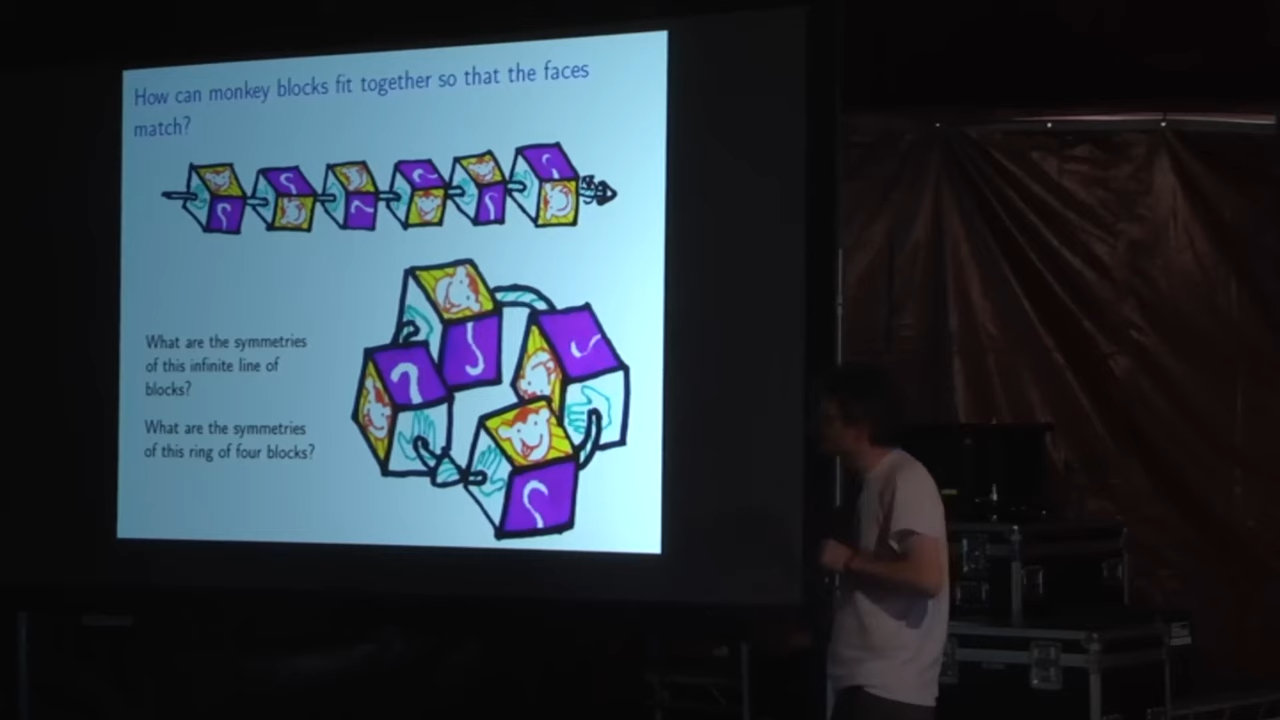 How can monkey blocks fit together so that the faces
match?
What are the symmetries
of this infinite line of
blocks?
What are the symmetries
of this ring of four blocks?